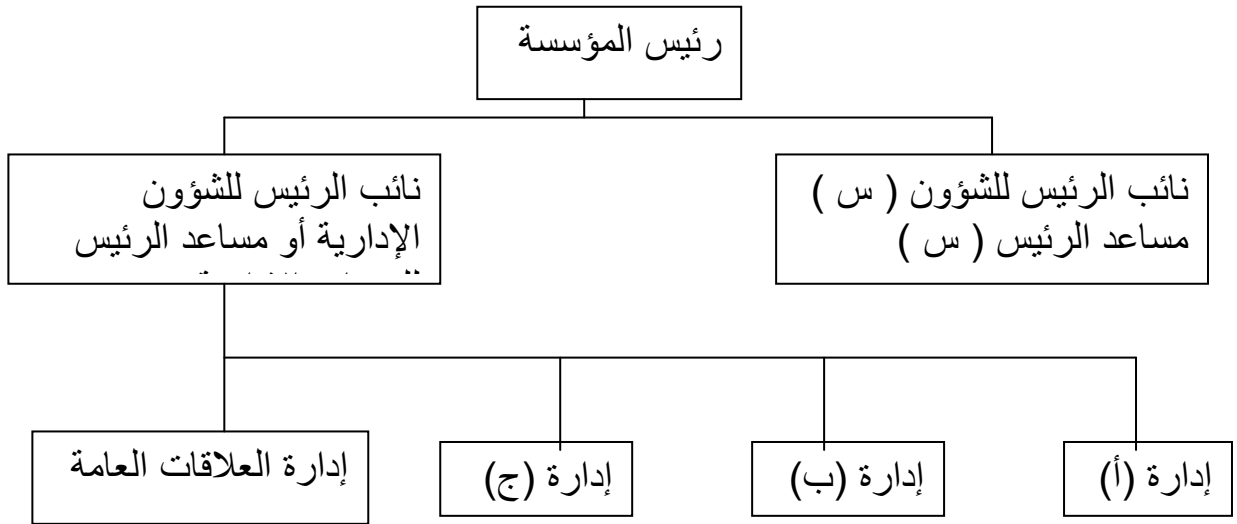 رئيس المؤسسة
نائب الرئيس للشؤون ( س )
مساعد الرئيس ( س )
نائب الرئيس للشؤون
الإدارية أو مساعد الرئيس
إدارة (أ)
إدارة (ب)
إدارة (ج)
إدارة العلاقات العامة